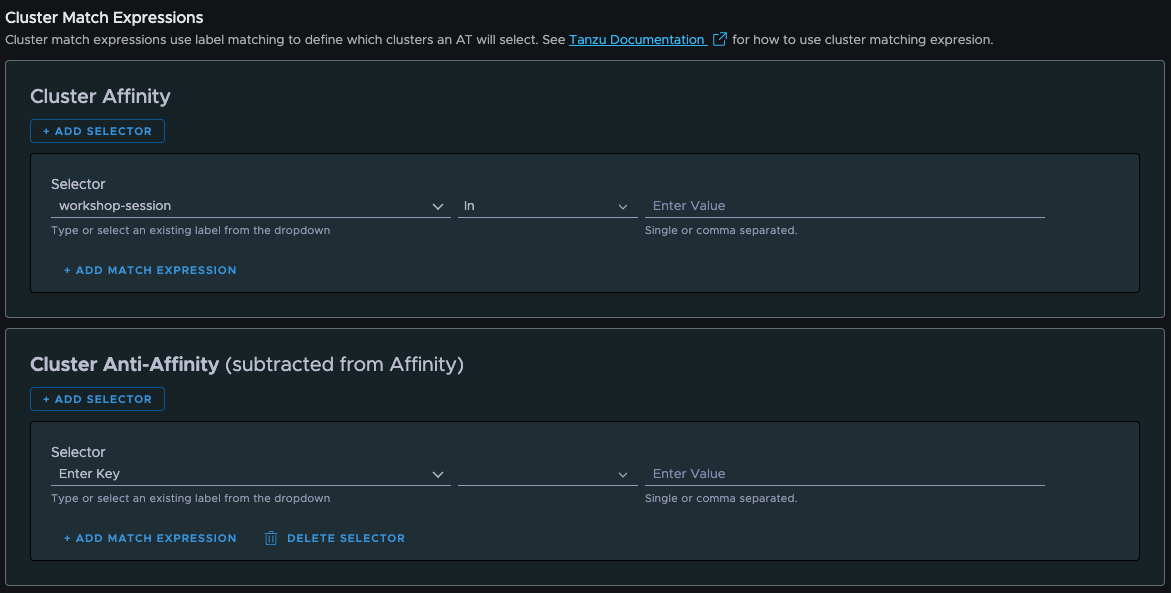 Cluster Match Expressions
Cluster match expressions use label matching to define which clusters an AT will select. See Tanzu Documentation for how to use cluster matching expresion.
Cluster Affinity
+ ADD SELECTOR
Selector
workshop-session In Enter Value
Type or select an existing label from the dropdown Single or comma separated.
+ ADD MATCH EXPRESSION
Cluster Anti-Affinity (subtracted from Affinity)
+ ADD SELECTOR
Selector
Enter Key Enter Value
Type or select an existing label from the dropdown Single or comma separated.
+ ADD MATCH EXPRESSION DELETE SELECTOR